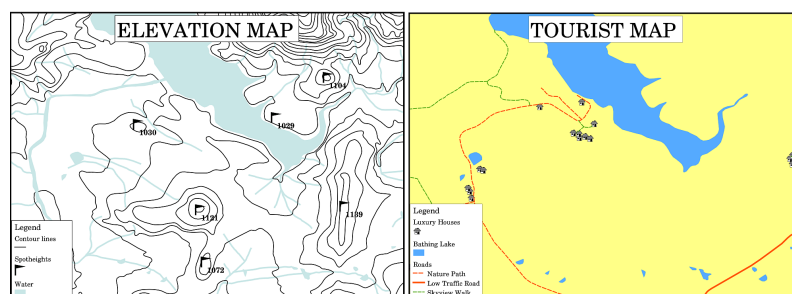 ELEVATION MAP
1104
1029
1030
1139
1121
1072
Legend
Contour lines
Spotheights
Water
TOURIST MAP
Legend
Luxury Houses
Bathing Lake
Roads
Nature Path
Low Traffic Road
Skyview Walk